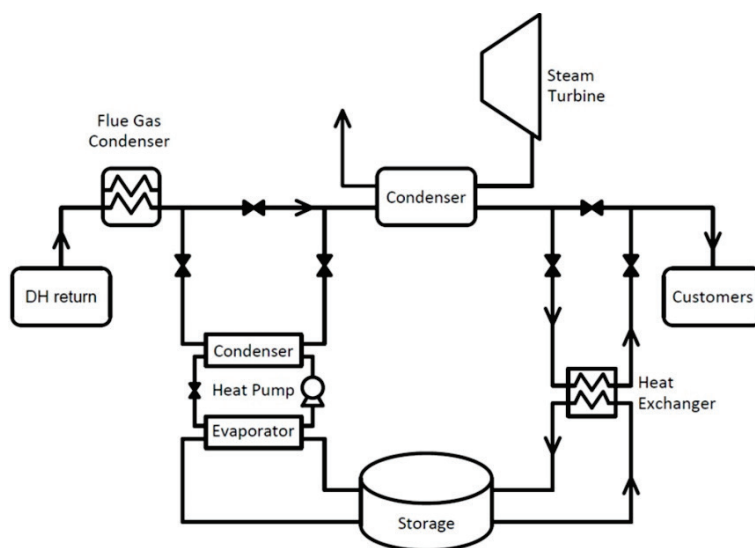 Steam
Turbine
Flue Gas
Condenser
Condenser
DH return
Customers
Condenser
Heat Pump
Heat
Exchanger
Evaporator
Storage